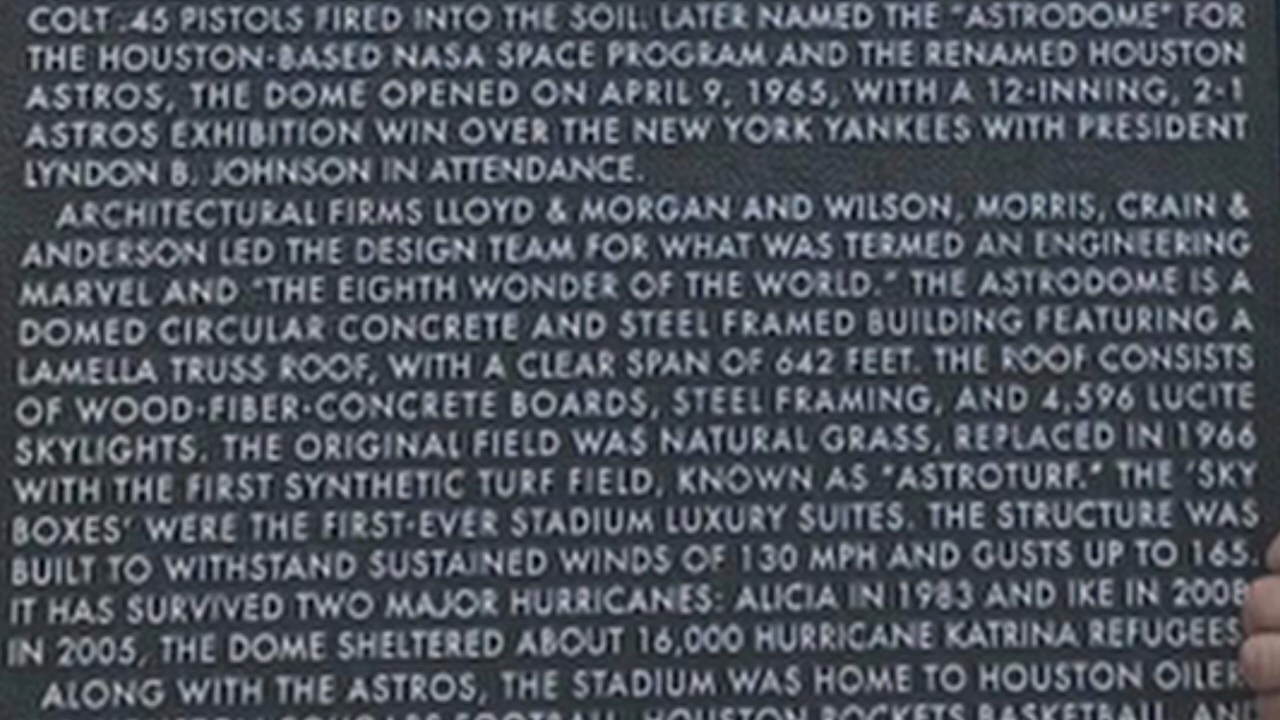 COLT .45 PISTOLS FIRED INTO THE SOIL. LATER NAMED THE "ASTRODOME" FOR
THE HOUSTON-BASED NASA SPACE PROGRAM AND THE RENAMED HOUSTON
ASTROS, THE DOME OPENED ON APRIL 9, 1965, WITH A 12-INNING, 2-1
ASTROS EXHIBITION WIN OVER THE NEW YORK YANKEES WITH PRESIDENT
LYNDON B. JOHNSON IN ATTENDANCE.
ARCHITECTURAL FIRMS LLOYD & MORGAN AND WILSON, MORRIS, CRAIN &
ANDERSON LED THE DESIGN TEAM FOR WHAT WAS TERMED AN ENGINEERING
MARVEL AND "THE EIGHTH WONDER OF THE WORLD." THE ASTRODOME IS A
DOMED CIRCULAR CONCRETE AND STEEL FRAMED BUILDING FEATURING A
LAMELLA TRUSS ROOF, WITH A CLEAR SPAN OF 642 FEET. THE ROOF CONSISTS
OF WOOD-FIBER-CONCRETE BOARDS, STEEL FRAMING, AND 4,596 LUCITE
SKYLIGHTS. THE ORIGINAL FIELD WAS NATURAL GRASS, REPLACED IN 1966
WITH THE FIRST SYNTHETIC TURF FIELD, KNOWN AS "ASTROTURF." THE 'SKY
BOXES' WERE THE FIRST-EVER STADIUM LUXURY SUITES. THE STRUCTURE WAS
BUILT TO WITHSTAND SUSTAINED WINDS OF 130 MPH AND GUSTS UP TO 165.
IT HAS SURVIVED TWO MAJOR HURRICANES: ALICIA IN 1983 AND IKE IN 2008
IN 2005, THE DOME SHELTERED ABOUT 16,000 HURRICANE KATRINA REFUGEES
ALONG WITH THE ASTROS, THE STADIUM WAS HOME TO HOUSTON OILER
COUGARS FOOTBALL, HOUSTON ROCKETS BASKETBALL, AND